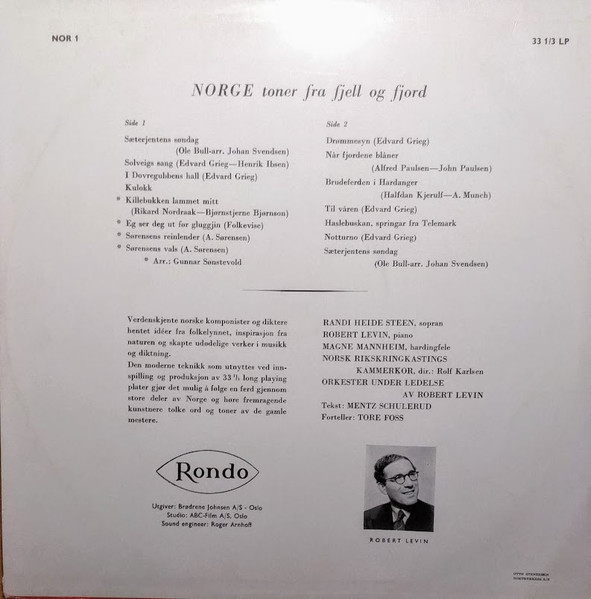 NOR 1
33 1/3 LP
NORGE toner fra fjell og fjord
Side 1
Sæterjentens søndag
(Ole Bull-arr. Johan Svendsen)
Solveigs sang (Edvard Grieg—Henrik Ibsen)
I Dovregubbens hall (Edvard Grieg)
Kulokk
* Killebukken lammet mitt
(Rikard Nordraak—Bjørnstjerne Bjørnson)
* Eg ser deg ut før gluggjin (Folkevise)
* Sørensens reinlender (A. Sørensen)
* Sørensens vals (A. Sørensen)
* Arr.: Gunnar Sønstevold
Side 2
Drømmesyn (Edvard Grieg)
Når fjordene blåner
(Alfred Paulsen—John Paulsen)
Brudeferden i Hardanger
(Halfdan Kjerulf—A. Munch)
Til våren (Edvard Grieg)
Haslebuskan, springar fra Telemark
Notturno (Edvard Grieg)
Sæterjentens søndag
(Ole Bull-arr. Johan Svendsen)
Verdenskjente norske komponister og diktere
hentet idéer fra folkelynnet, inspirasjon fra
naturen og skapte udødelige verker i musikk
og diktning.
Den moderne teknikk som utnyttes ved inn-
spilling og produksjon av 33 1/3 long playing
plater gjør det mulig å følge en ferd gjennom
store deler av Norge og høre fremragende
kunstnere tolke ord og toner av de gamle
mestere.
RANDI HEIDE STEEN, sopran
ROBERT LEVIN, piano
MAGNE MANNHEIM, hardingfele
NORSK RIKSKRINGKASTINGS
KAMMERKOR, dir.: Rolf Karlsen
ORKESTER UNDER LEDELSE
AV ROBERT LEVIN
Tekst: MENTZ SCHULERUD
Forteller: TORE FOSS
Rondo
Utgiver: Brødrene Johnsen A/S - Oslo
Studio: ABC-Film A/S, Oslo
Sound engineer: Roger Arnhoff
ROBERT LEVIN